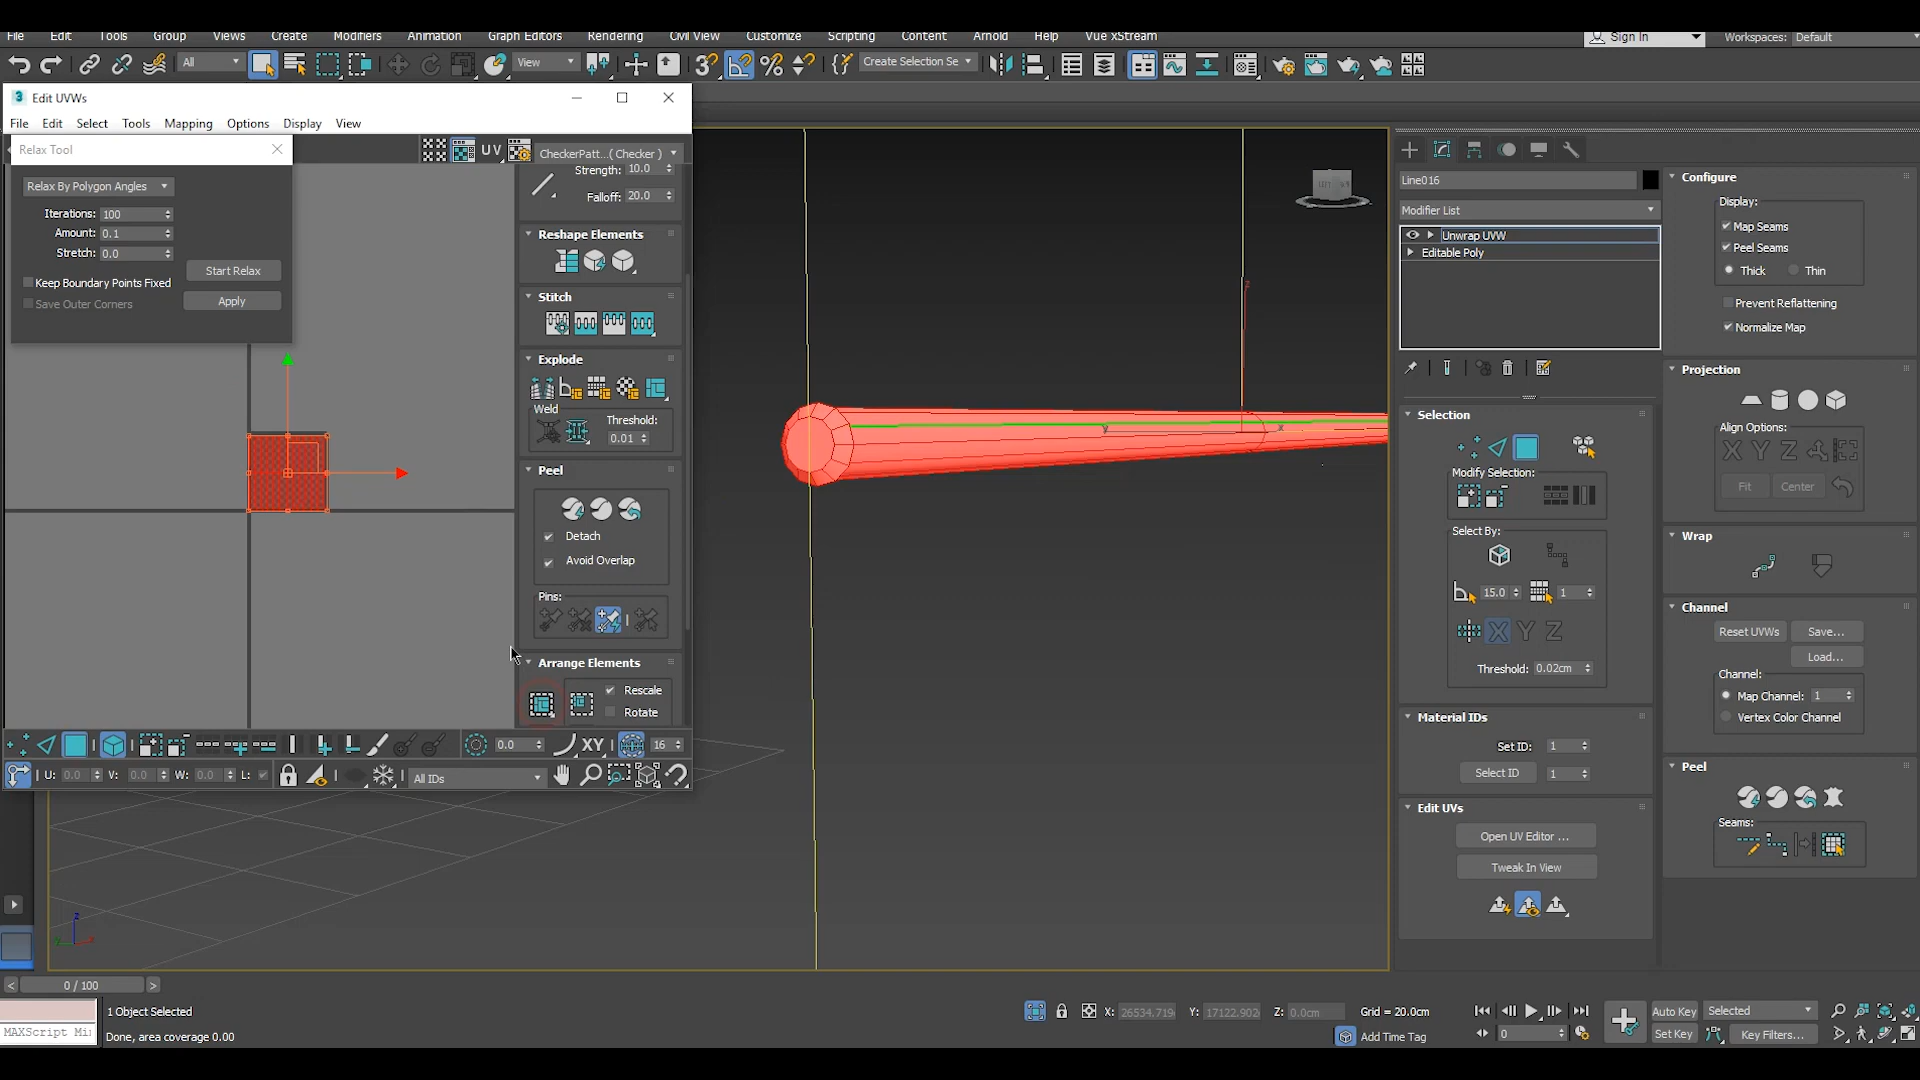 File Edit Tools Group Views Create Modifiers Animation Graph Editors Rendering Civil View Customize Scripting Content Arnold Help Vue xStream
Sign In Workspaces: Default
All View Create Selection Se
3 Edit UVWs
File Edit Select Tools Mapping Options Display View
Relax Tool
UV CheckerPatt...( Checker )
Relax By Polygon Angles
Iterations: 100
Amount: 0.1
Stretch: 0.0
Start Relax
Keep Boundary Points Fixed
Save Outer Corners
Apply
Strength: 10.0
Falloff: 20.0
Reshape Elements
Stitch
Explode
Weld
Threshold:
0.01
Peel
Detach
Avoid Overlap
Pins:
Arrange Elements
Rescale
Rotate
0.0 XY 16
U: 0.0 V: 0.0 W: 0.0 L: All IDs
z
y
x
Line016
Modifier List
Unwrap UVW
Editable Poly
Selection
Modify Selection:
Select By:
15.0 1
X Y Z
Threshold: 0.02cm
Material IDs
Set ID: 1
Select ID 1
Edit UVs
Open UV Editor ...
Tweak In View
Configure
Display:
Map Seams
Peel Seams
Thick Thin
Prevent Reflattening
Normalize Map
Projection
Align Options:
X Y Z
Fit Center
Wrap
Channel
Reset UVWs Save...
Load...
Channel:
Map Channel: 1
Vertex Color Channel
Peel
Seams:
z
< 0 / 100 >
1 Object Selected
MAXScript Mi
Done, area coverage 0.00
X: 26534.719 Y: 17122.902 Z: 0.0cm Grid = 20.0cm
Add Time Tag
0
Auto Key Selected
Set Key Key Filters...